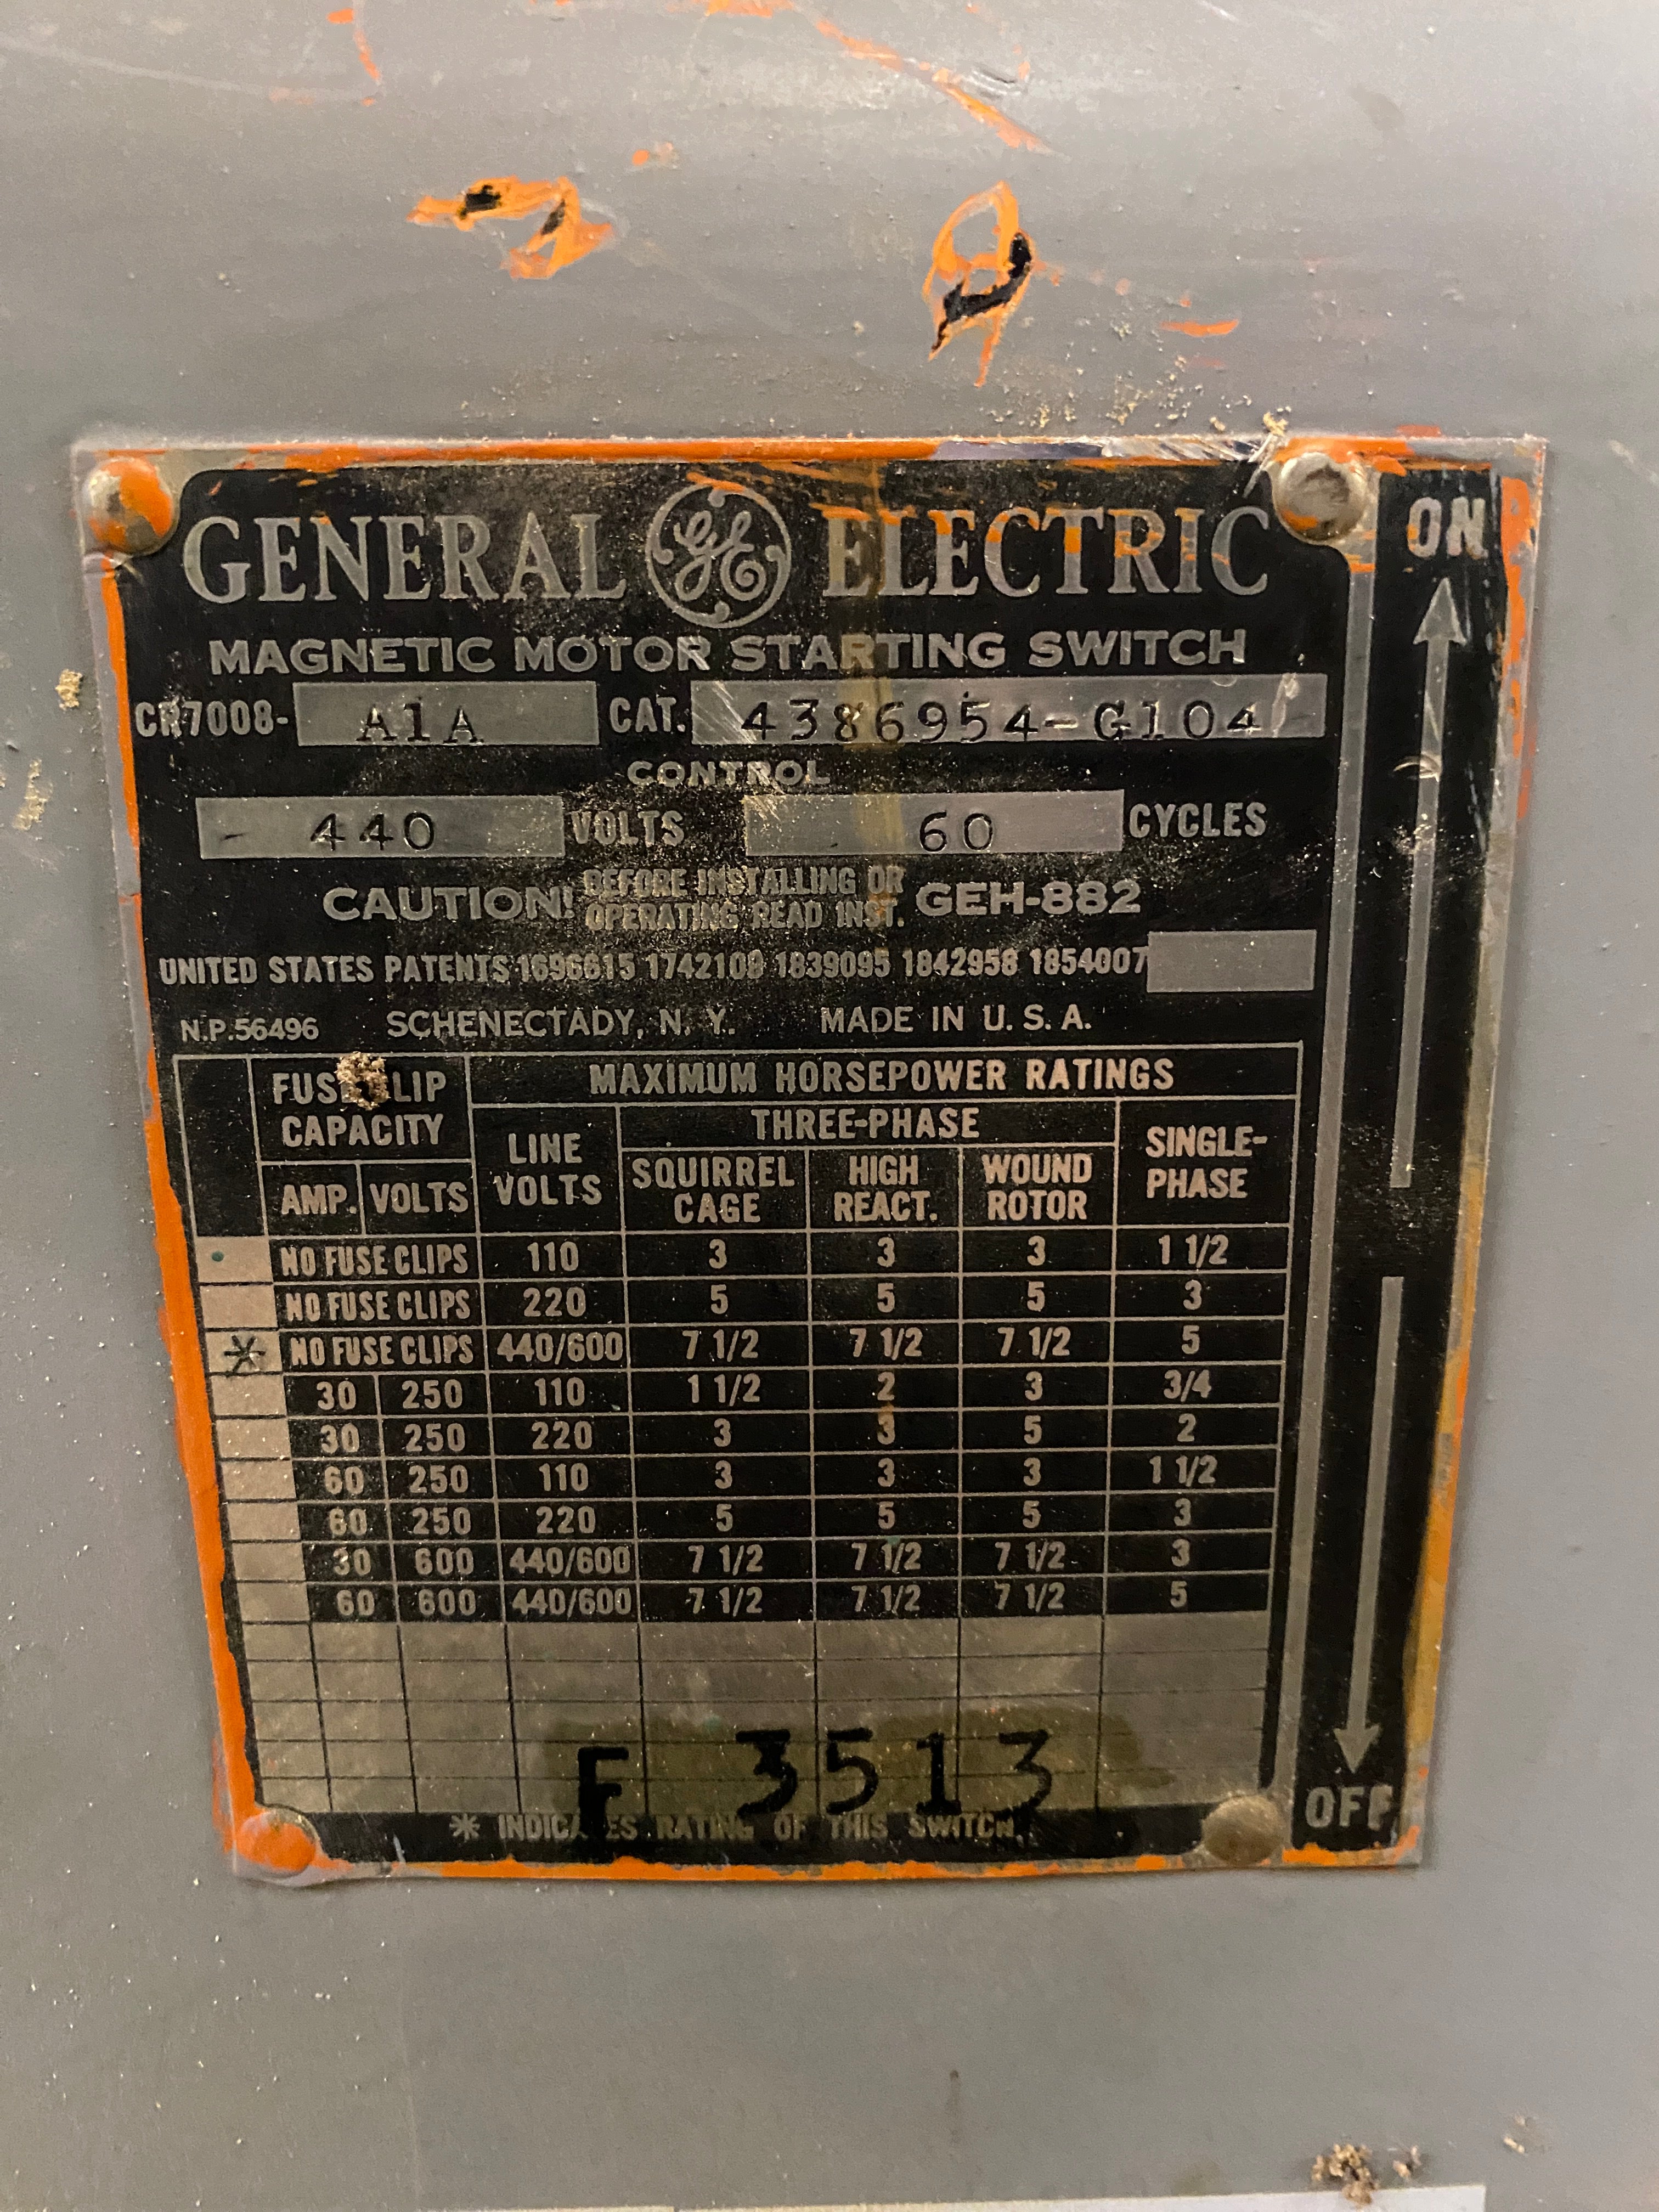 GENERAL GE ELECTRIC
ON
MAGNETIC MOTOR STARTING SWITCH
CR7008- A1A CAT. 4386954-G104
CONTROL
440 VOLTS 60 CYCLES
CAUTION! BEFORE INSTALLING OR OPERATING READ INST. GEH-882
UNITED STATES PATENTS 1696615 1742108 1839095 1842958 1854007
N.P.56496 SCHENECTADY, N. Y. MADE IN U. S. A.
FUSE CLIP CAPACITY
MAXIMUM HORSEPOWER RATINGS
AMP. VOLTS
LINE VOLTS
THREE-PHASE
SQUIRREL CAGE
HIGH REACT.
WOUND ROTOR
SINGLE-PHASE
NO FUSE CLIPS 110 3 3 3 1 1/2
NO FUSE CLIPS 220 5 5 5 3
* NO FUSE CLIPS 440/600 7 1/2 7 1/2 7 1/2 5
30 250 110 1 1/2 2 3 3/4
30 250 220 3 3 5 2
60 250 110 3 3 3 1 1/2
60 250 220 5 5 5 3
30 600 440/600 7 1/2 7 1/2 7 1/2 3
60 600 440/600 7 1/2 7 1/2 7 1/2 5
F 3513
* INDICATES RATING OF THIS SWITCH.
OFF